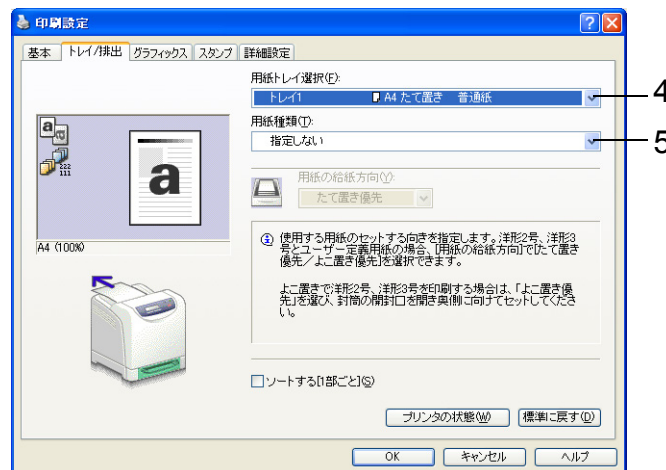 印刷設定
基本 トレイ/排出 グラフィックス スタンプ 詳細設定
用紙トレイ選択(F):
トレイ1 A4 たて置き 普通紙
4
用紙種類(T):
指定しない
5
用紙の給紙方向(Y):
たて置き優先
a
a
222
111
a
A4 (100%)
使用する用紙のセットする向きを指定します。洋形2号、洋形3
号とユーザー定義用紙の場合、[用紙の給紙方向]で[たて置き
優先/よこ置き優先]を選択できます。
よこ置きで洋形2号、洋形3号を印刷する場合は、「よこ置き優
先」を選び、封筒の開封口を開き奥側に向けてセットしてくださ
い。
ソートする[1部ごと](S)
プリンタの状態(W) 標準に戻す(D)
OK キャンセル ヘルプ